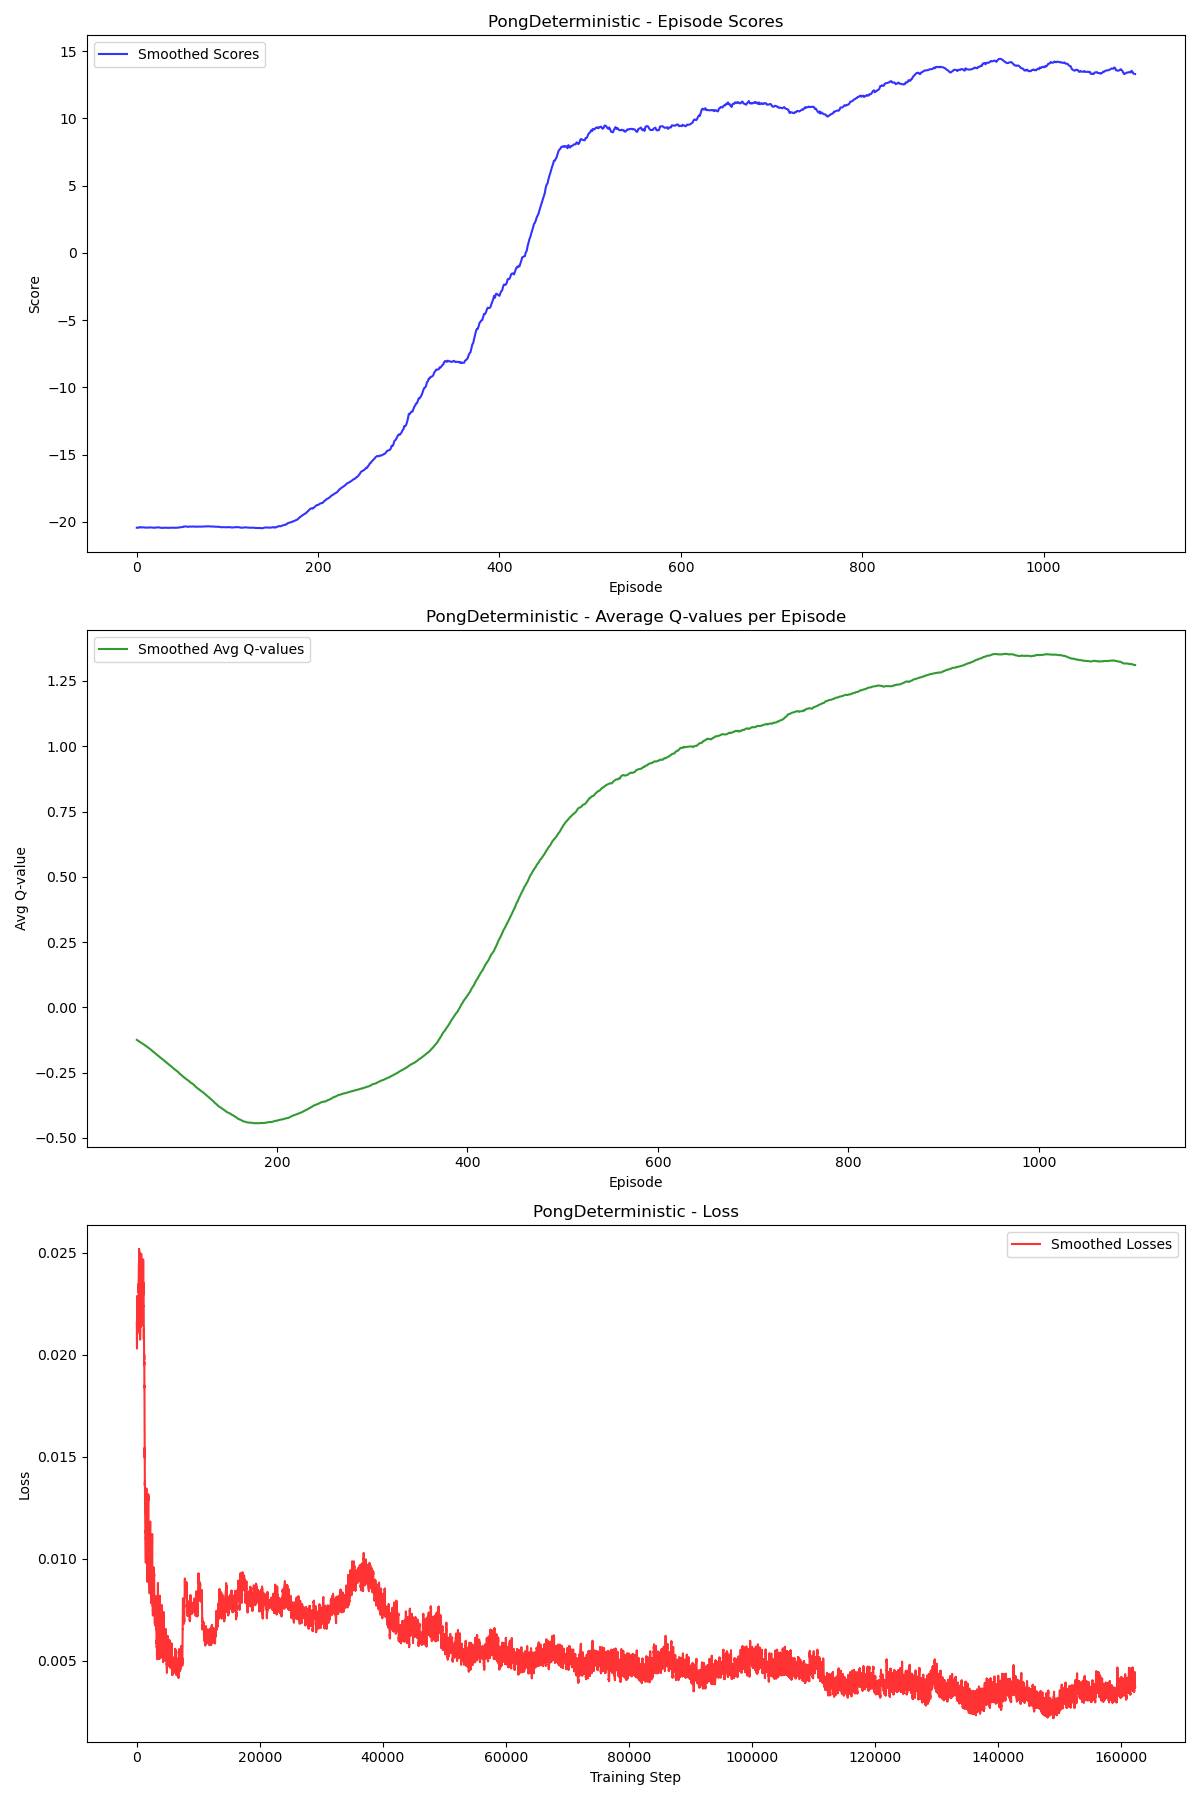 PongDeterministic - Episode Scores
Smoothed Scores
15
10
5
0
−5
−10
−15
−20
Score
0 200 400 600 800 1000
Episode
PongDeterministic - Average Q-values per Episode
Smoothed Avg Q-values
1.25
1.00
0.75
0.50
0.25
0.00
−0.25
−0.50
Avg Q-value
200 400 600 800 1000
Episode
PongDeterministic - Loss
Smoothed Losses
0.025
0.020
0.015
0.010
0.005
Loss
0 20000 40000 60000 80000 100000 120000 140000 160000
Training Step